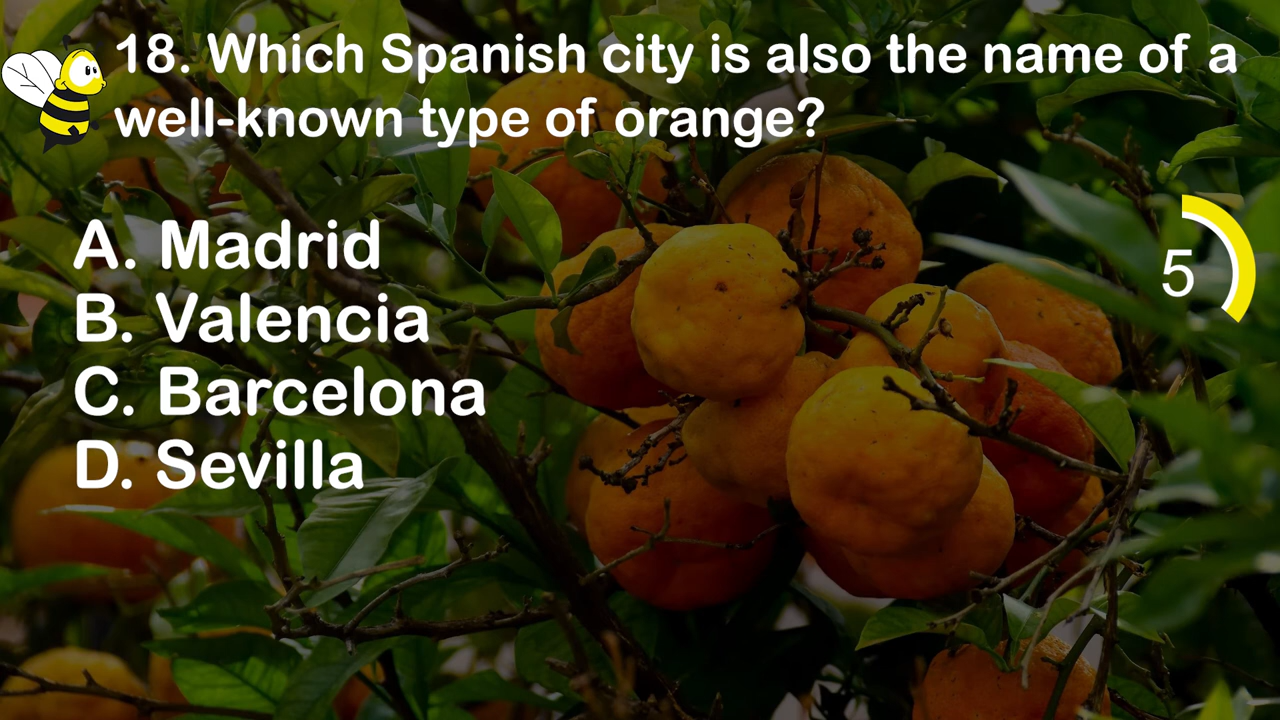 18. Which Spanish city is also the name of a
well-known type of orange?
A. Madrid
B. Valencia
C. Barcelona
D. Sevilla
5